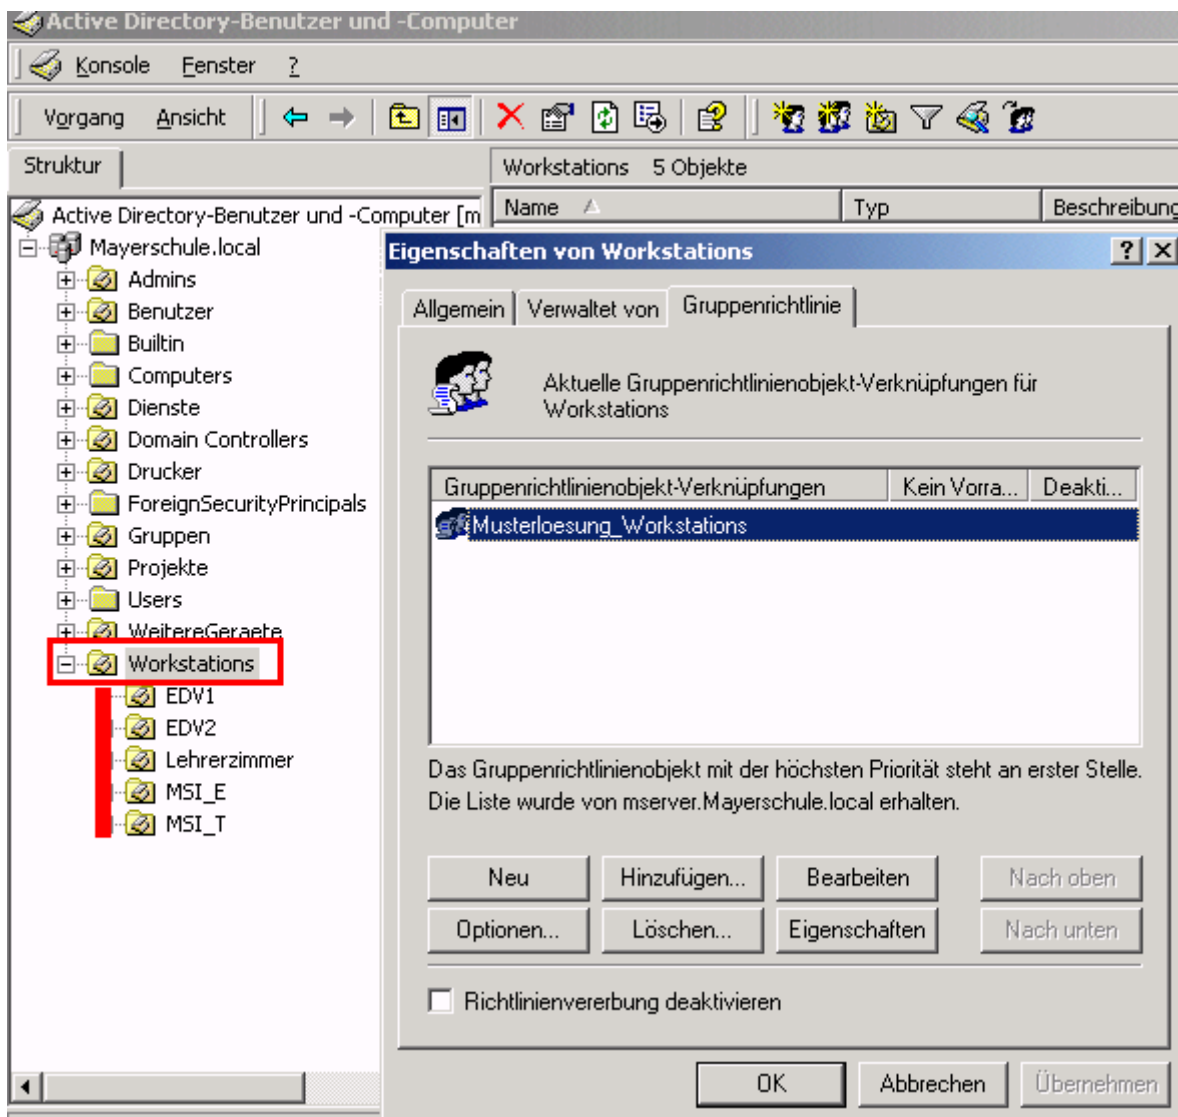 Active Directory-Benutzer und -Computer
Konsole Fenster ?
Vorgang Ansicht
Struktur
Workstations 5 Objekte
Name Typ Beschreibung
Active Directory-Benutzer und -Computer [m
Mayerschule.local
Admins
Benutzer
Builtin
Computers
Dienste
Domain Controllers
Drucker
ForeignSecurityPrincipals
Gruppen
Projekte
Users
WeitereGeraete
Workstations
EDV1
EDV2
Lehrerzimmer
MSI_E
MSI_T
Eigenschaften von Workstations
Allgemein Verwaltet von Gruppenrichtlinie
Aktuelle Gruppenrichtlinienobjekt-Verknüpfungen für
Workstations
Gruppenrichtlinienobjekt-Verknüpfungen Kein Vorra... Deakti...
Musterloesung_Workstations
Das Gruppenrichtlinienobjekt mit der höchsten Priorität steht an erster Stelle.
Die Liste wurde von mserver.Mayerschule.local erhalten.
Neu Hinzufügen... Bearbeiten Nach oben
Optionen... Löschen... Eigenschaften Nach unten
Richtlinienvererbung deaktivieren
OK Abbrechen Übernehmen